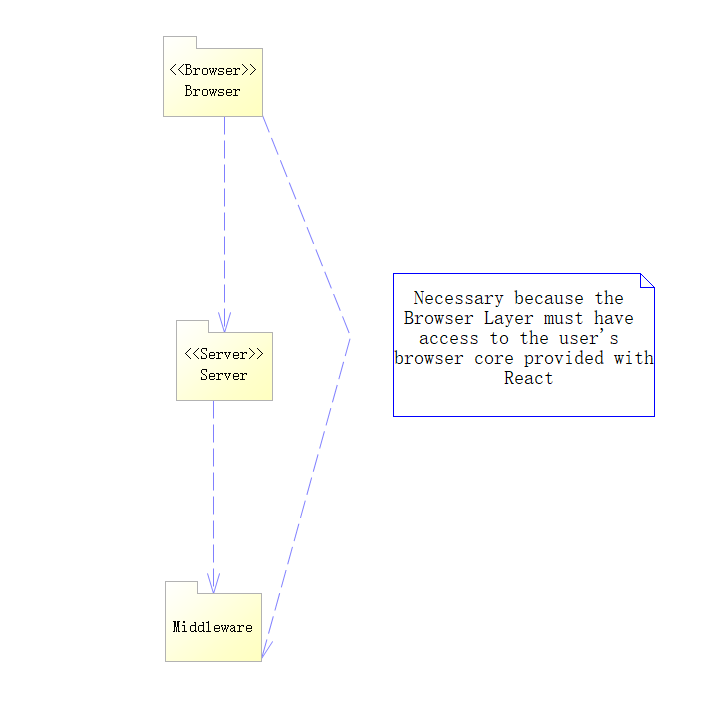 <<Browser>>
Browser
Necessary because the
Browser Layer must have
access to the user's
browser core provided with
React
<<Server>>
Server
Middleware